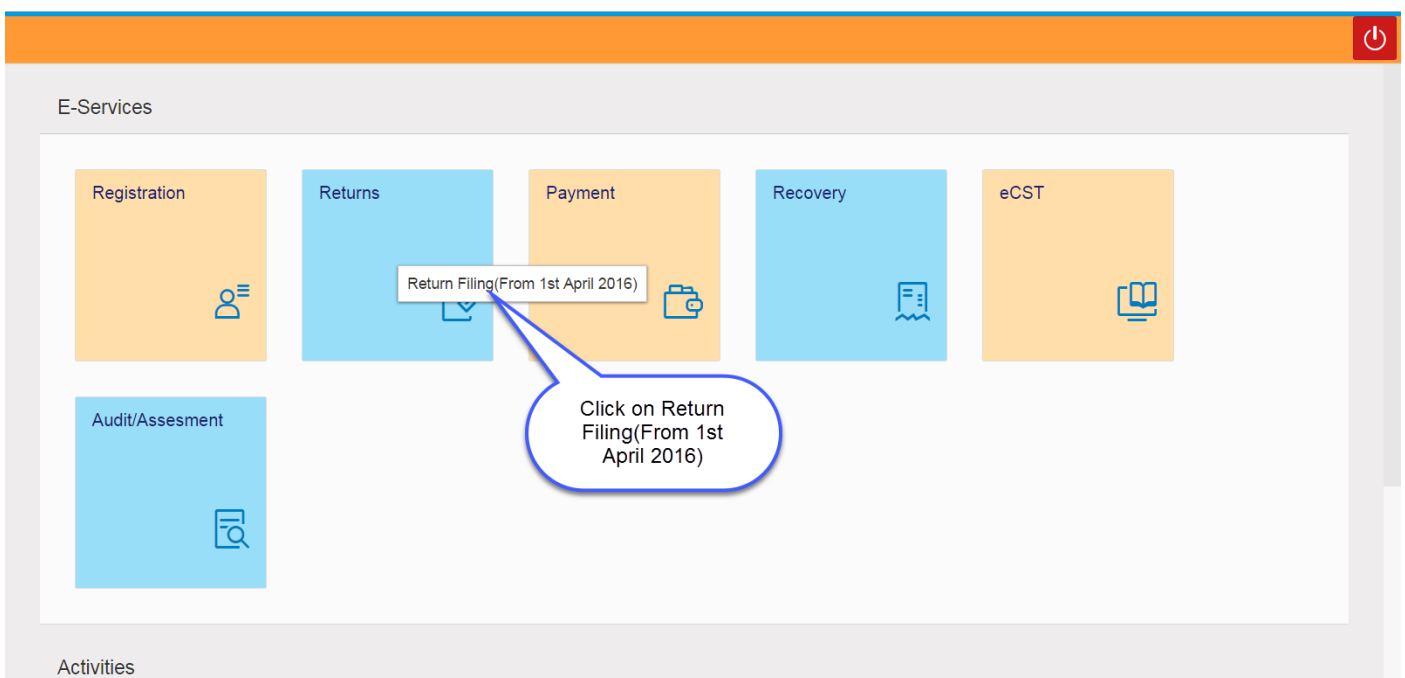 E-Services
Registration
Returns
Payment
Recovery
eCST
Return Filing(From 1st April 2016)
Click on Return
Filing(From 1st
April 2016)
Audit/Assesment
Activities